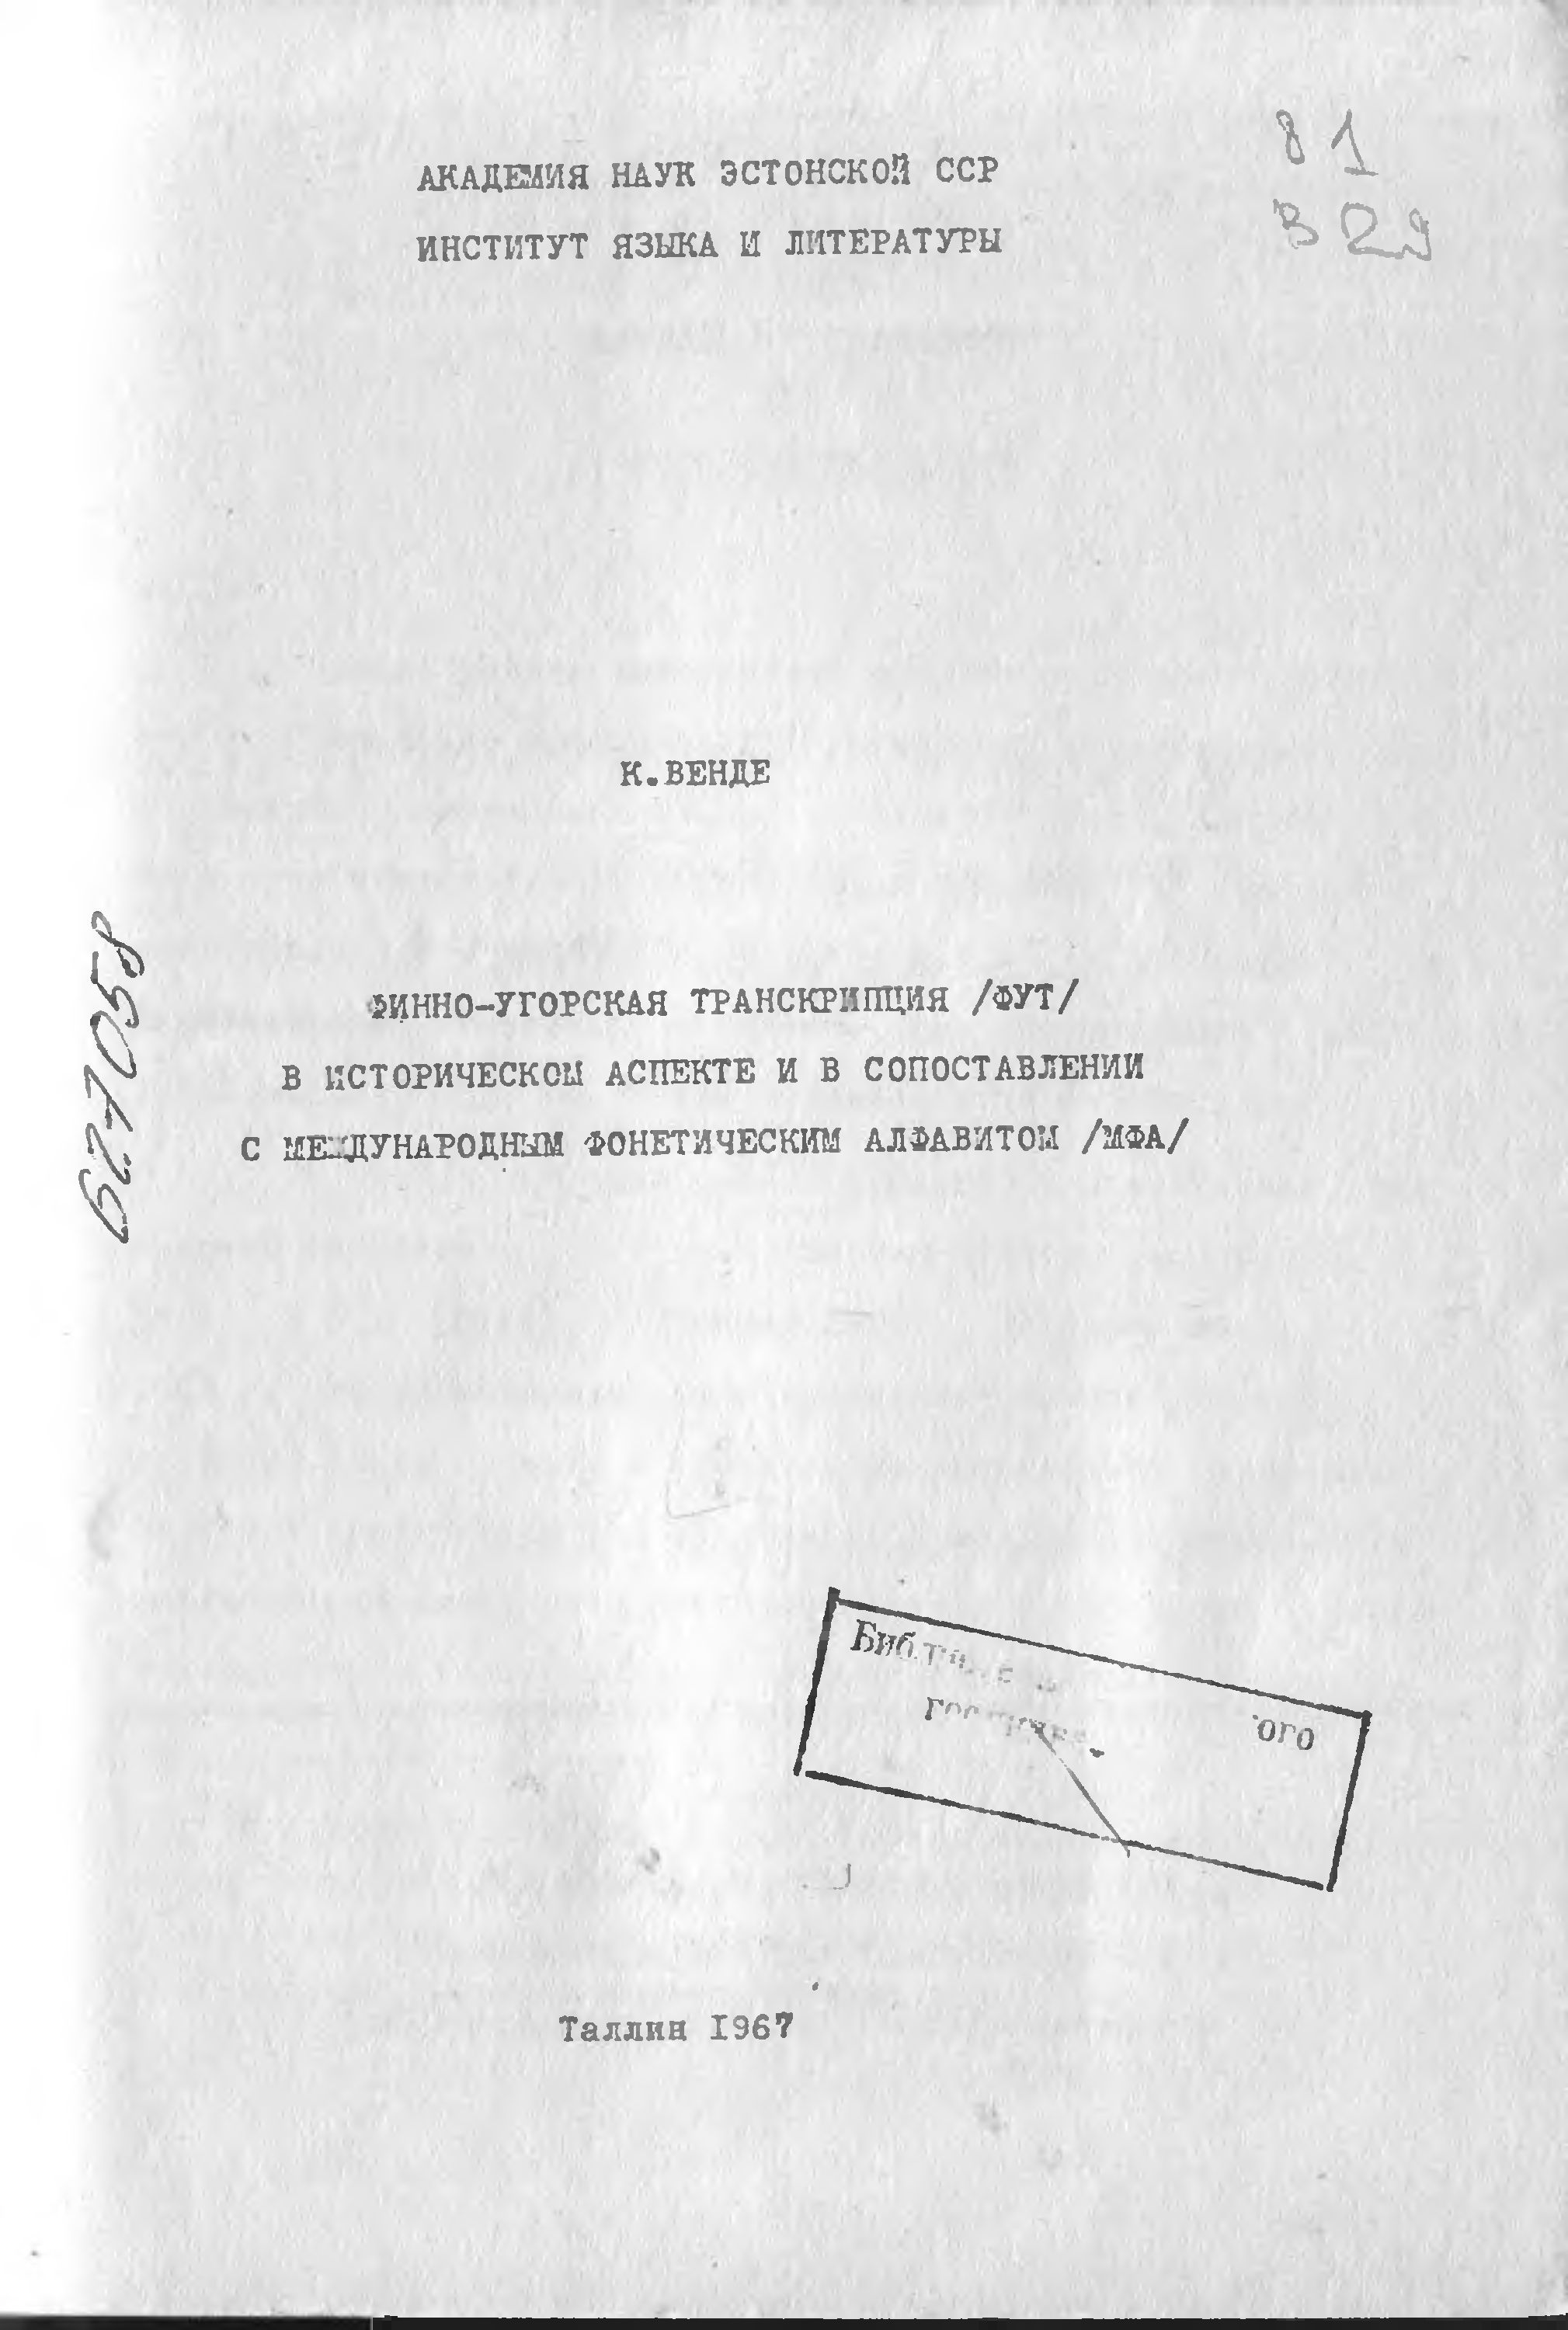 АКАДЕМИЯ НАУК ЭСТОНСКОЙ ССР
81
ИНСТИТУТ ЯЗЫКА И ЛИТЕРАТУРЫ
В 29
К.ВЕНДЕ
627058
ФИННО-УГОРСКАЯ ТРАНСКРИПЦИЯ /ФУТ/
В ИСТОРИЧЕСКОМ АСПЕКТЕ И В СОПОСТАВЛЕНИИ
С МЕЖДУНАРОДНЫМ ФОНЕТИЧЕСКИМ АЛФАВИТОМ /МФА/
Таллин 1967